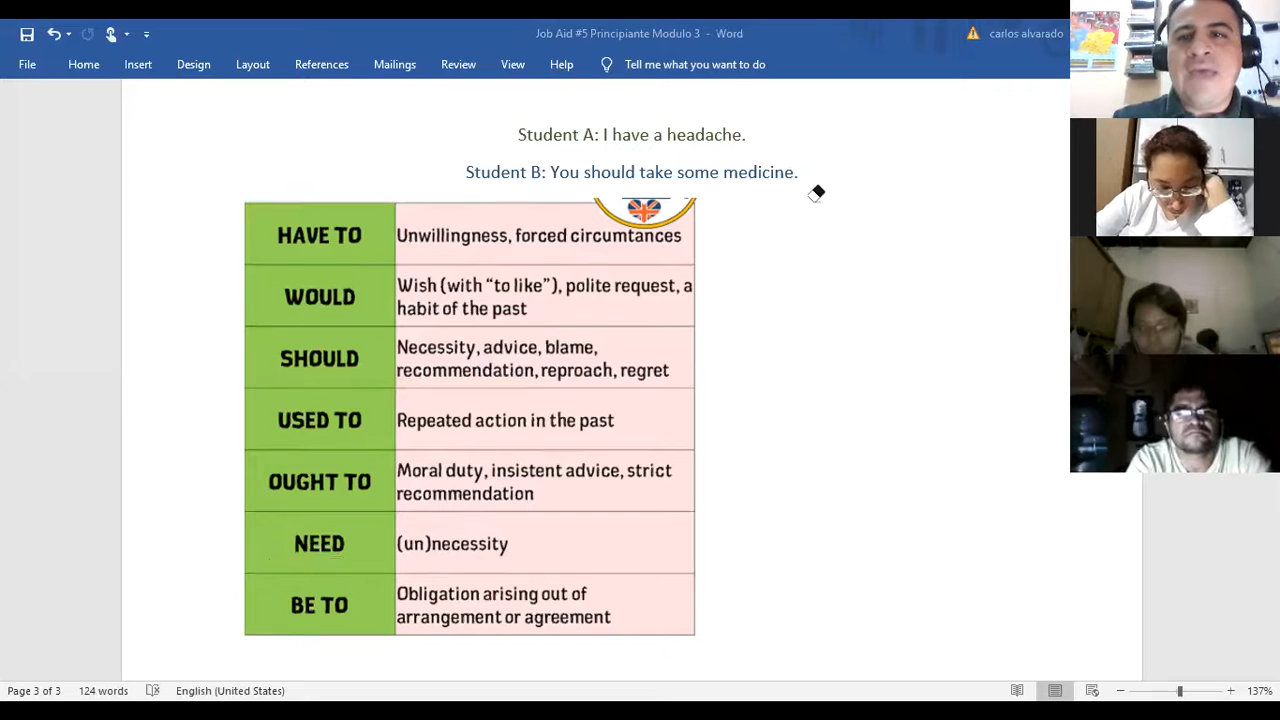 Job Aid #5 Principiante Modulo 3 - Word
carlos alvarado
File Home Insert Design Layout References Mailings Review View Help Tell me what you want to do
Student A: I have a headache.
Student B: You should take some medicine.
HAVE TO
Unwillingness, forced circumtances
WOULD
Wish (with “to like”), polite request, a
habit of the past
SHOULD
Necessity, advice, blame,
recommendation, reproach, regret
USED TO
Repeated action in the past
OUGHT TO
Moral duty, insistent advice, strict
recommendation
NEED
(un)necessity
BE TO
Obligation arising out of
arrangement or agreement
Page 3 of 3 124 words English (United States) 137%